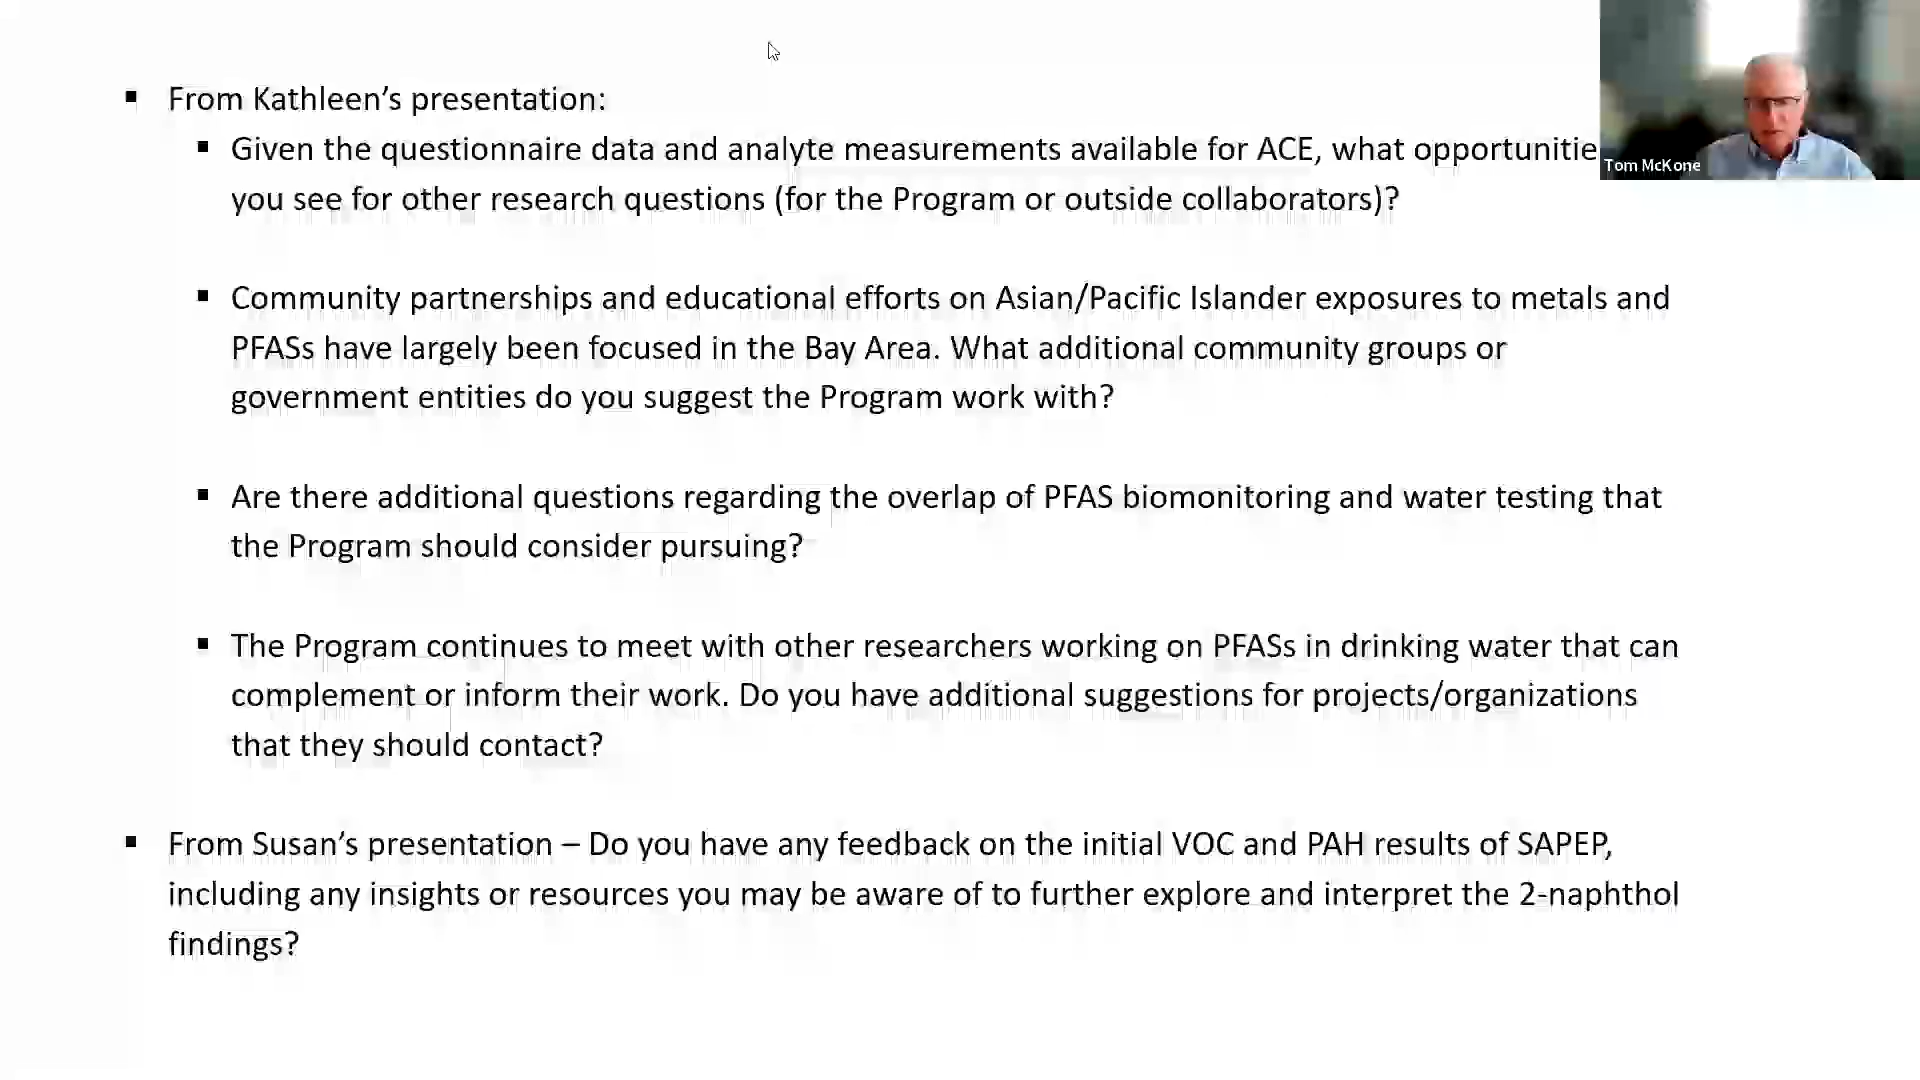 ▪ From Kathleen's presentation:
▪ Given the questionnaire data and analyte measurements available for ACE, what
you see for other research questions (for the Program or outside collaborators)?
▪ Community partnerships and educational efforts on Asian/Pacific Islander exposures to metals and
PFASs have largely been focused in the Bay Area. What additional community groups or
government entities do you suggest the Program work with?
▪ Are there additional questions regarding the overlap of PFAS biomonitoring and water testing that
the Program should consider pursuing?
▪ The Program continues to meet with other researchers working on PFASs in drinking water that can
complement or inform their work. Do you have additional suggestions for projects/organizations
that they should contact?
▪ From Susan's presentation – Do you have any feedback on the initial VOC and PAH results of SAPEP,
including any insights or resources you may be aware of to further explore and interpret the 2-naphthol
findings?
Tom McKone